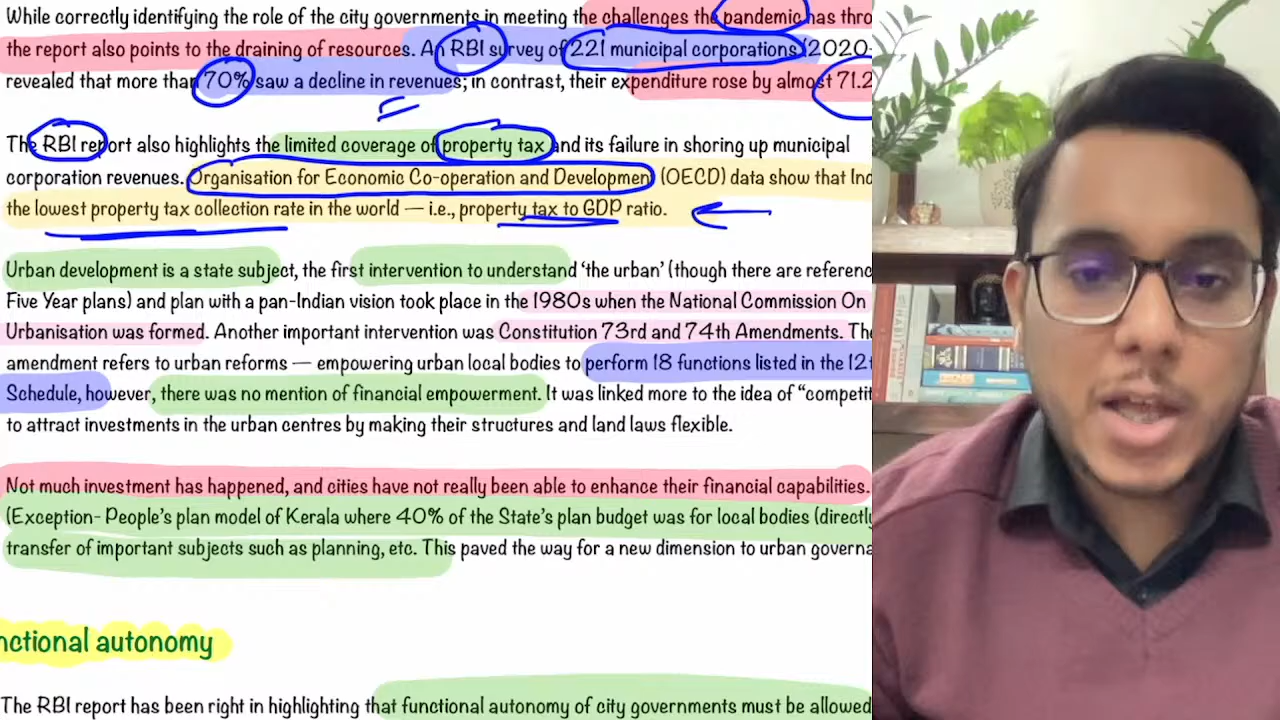 While correctly identifying the role of the city governments in meeting the challenges the pandemic has thro
the report also points to the draining of resources. An RBI survey of 221 municipal corporations (2020-
revealed that more than 70% saw a decline in revenues; in contrast, their expenditure rose by almost 71.2
The RBI report also highlights the limited coverage of property tax and its failure in shoring up municipal
corporation revenues. Organisation for Economic Co-operation and Development (OECD) data show that Ind
the lowest property tax collection rate in the world — i.e., property tax to GDP ratio.
Urban development is a state subject, the first intervention to understand ‘the urban’ (though there are referenc
Five Year plans) and plan with a pan-Indian vision took place in the 1980s when the National Commission On
Urbanisation was formed. Another important intervention was Constitution 73rd and 74th Amendments. The
amendment refers to urban reforms — empowering urban local bodies to perform 18 functions listed in the 12t
Schedule, however, there was no mention of financial empowerment. It was linked more to the idea of “competit
to attract investments in the urban centres by making their structures and land laws flexible.
Not much investment has happened, and cities have not really been able to enhance their financial capabilities.
(Exception- People’s plan model of Kerala where 40% of the State’s plan budget was for local bodies (directly
transfer of important subjects such as planning, etc. This paved the way for a new dimension to urban governa
nctional autonomy
The RBI report has been right in highlighting that functional autonomy of city governments must be allowed